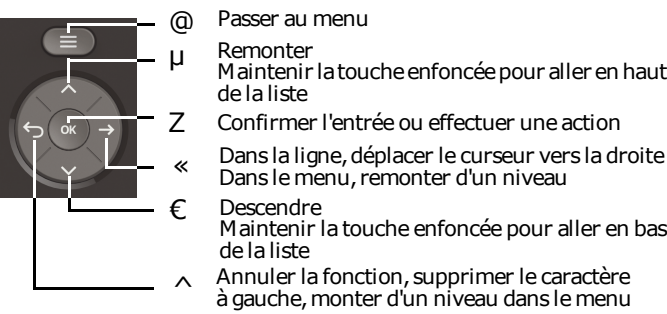 @ Passer au menu
µ Remonter
Maintenir la touche enfoncée pour aller en haut
de la liste
OK
Z Confirmer l'entrée ou effectuer une action
« Dans la ligne, déplacer le curseur vers la droite
Dans le menu, remonter d'un niveau
€ Descendre
Maintenir la touche enfoncée pour aller en bas
de la liste
^ Annuler la fonction, supprimer le caractère
à gauche, monter d'un niveau dans le menu